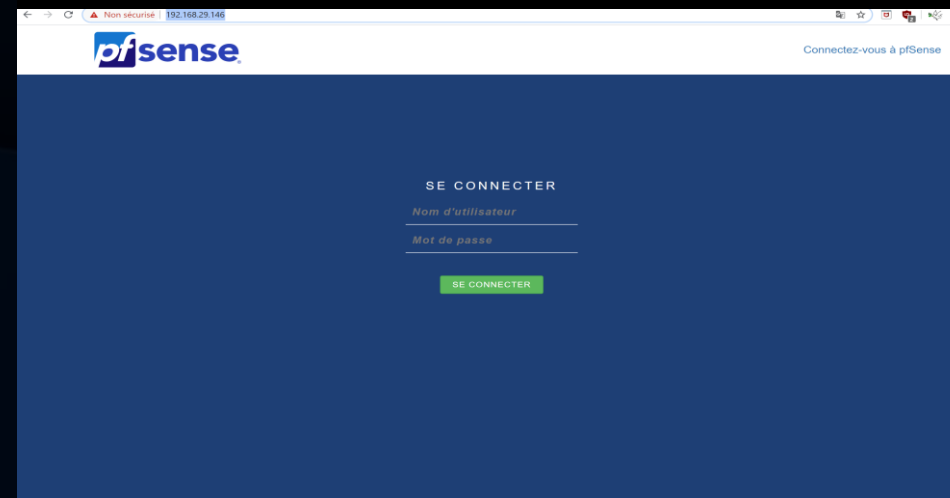 Non sécurisé | 192.168.29.146
pfsense
Connectez-vous à pfSense
SE CONNECTER
Nom d'utilisateur
Mot de passe
SE CONNECTER